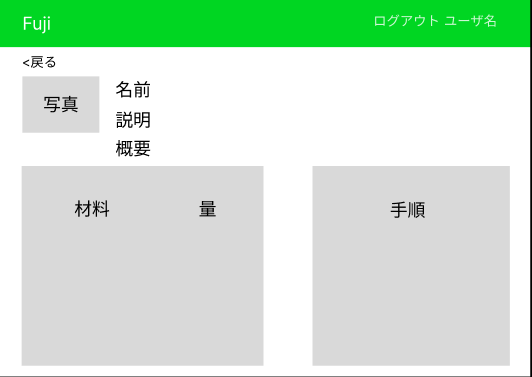 Fuji
ログアウト ユーザ名
<戻る
写真
名前
説明
概要
材料 量
手順